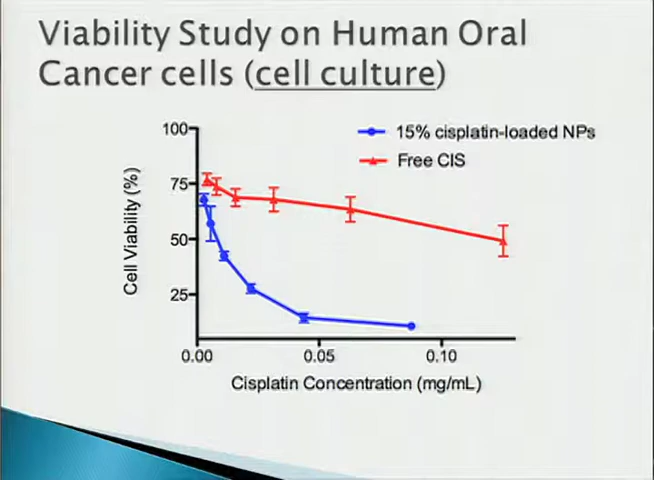 Viability Study on Human Oral
Cancer cells (cell culture)
15% cisplatin-loaded NPs
Free CIS
Cell Viability (%)
100
75
50
25
0.00 0.05 0.10
Cisplatin Concentration (mg/mL)